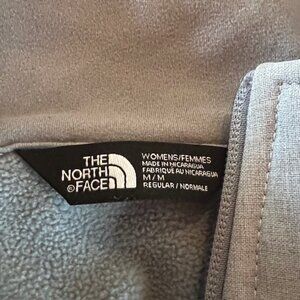 THE
NORTH
©FACE
WOMENS/FEMMES
MADE IN NICARAGUA
FABRIQUÉ AU NICARAGUA
M/M
REGULAR / NORMALE